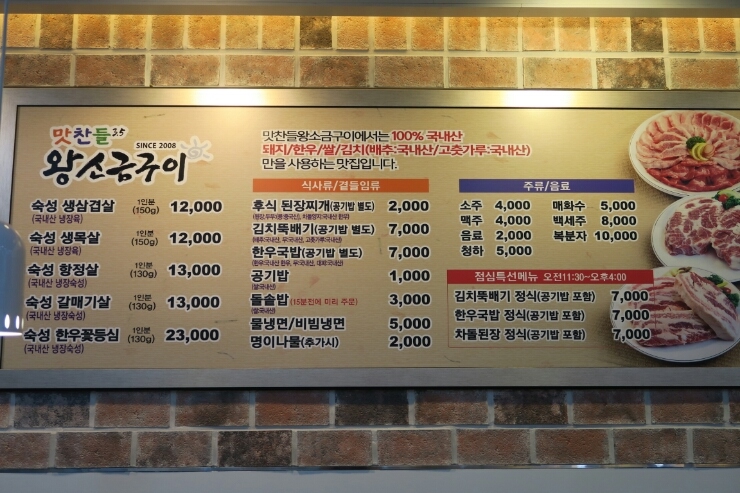 맛찬들
SINCE 2008
왕소금구이
맛찬들왕소금구이에서는 100% 국내산
돼지/한우/쌀/김치(배추:국내산/고춧가루:국내산)
만을 사용하는 맛집입니다.
숙성 생삼겹살 1인분 (150g) 12,000
(국내산 냉장육)
숙성 생목살 1인분 (150g) 12,000
(국내산 냉장육)
숙성 항정살 1인분 (130g) 13,000
(국내산 냉장숙성)
숙성 갈매기살 1인분 (130g) 13,000
(국내산 냉장숙성)
숙성 한우꽃등심 1인분 (130g) 23,000
(국내산 냉장숙성)
식사류/곁들임류
후식 된장찌개(공기밥 별도) 2,000
김치뚝배기(공기밥 별도) 7,000
한우국밥(공기밥 별도) 7,000
공기밥 1,000
(쌀국내산)
돌솥밥(15분전에 미리 주문) 3,000
(쌀국내산)
물냉면/비빔냉면 5,000
명이나물(추가시) 2,000
주류/음료
소주 4,000 매화수 5,000
맥주 4,000 백세주 8,000
음료 2,000 복분자 10,000
청하 5,000
점심특선메뉴 오전11:30~오후4:00
김치뚝배기 정식(공기밥 포함) 7,000
한우국밥 정식(공기밥 포함) 7,000
차돌된장 정식(공기밥 포함) 7,000